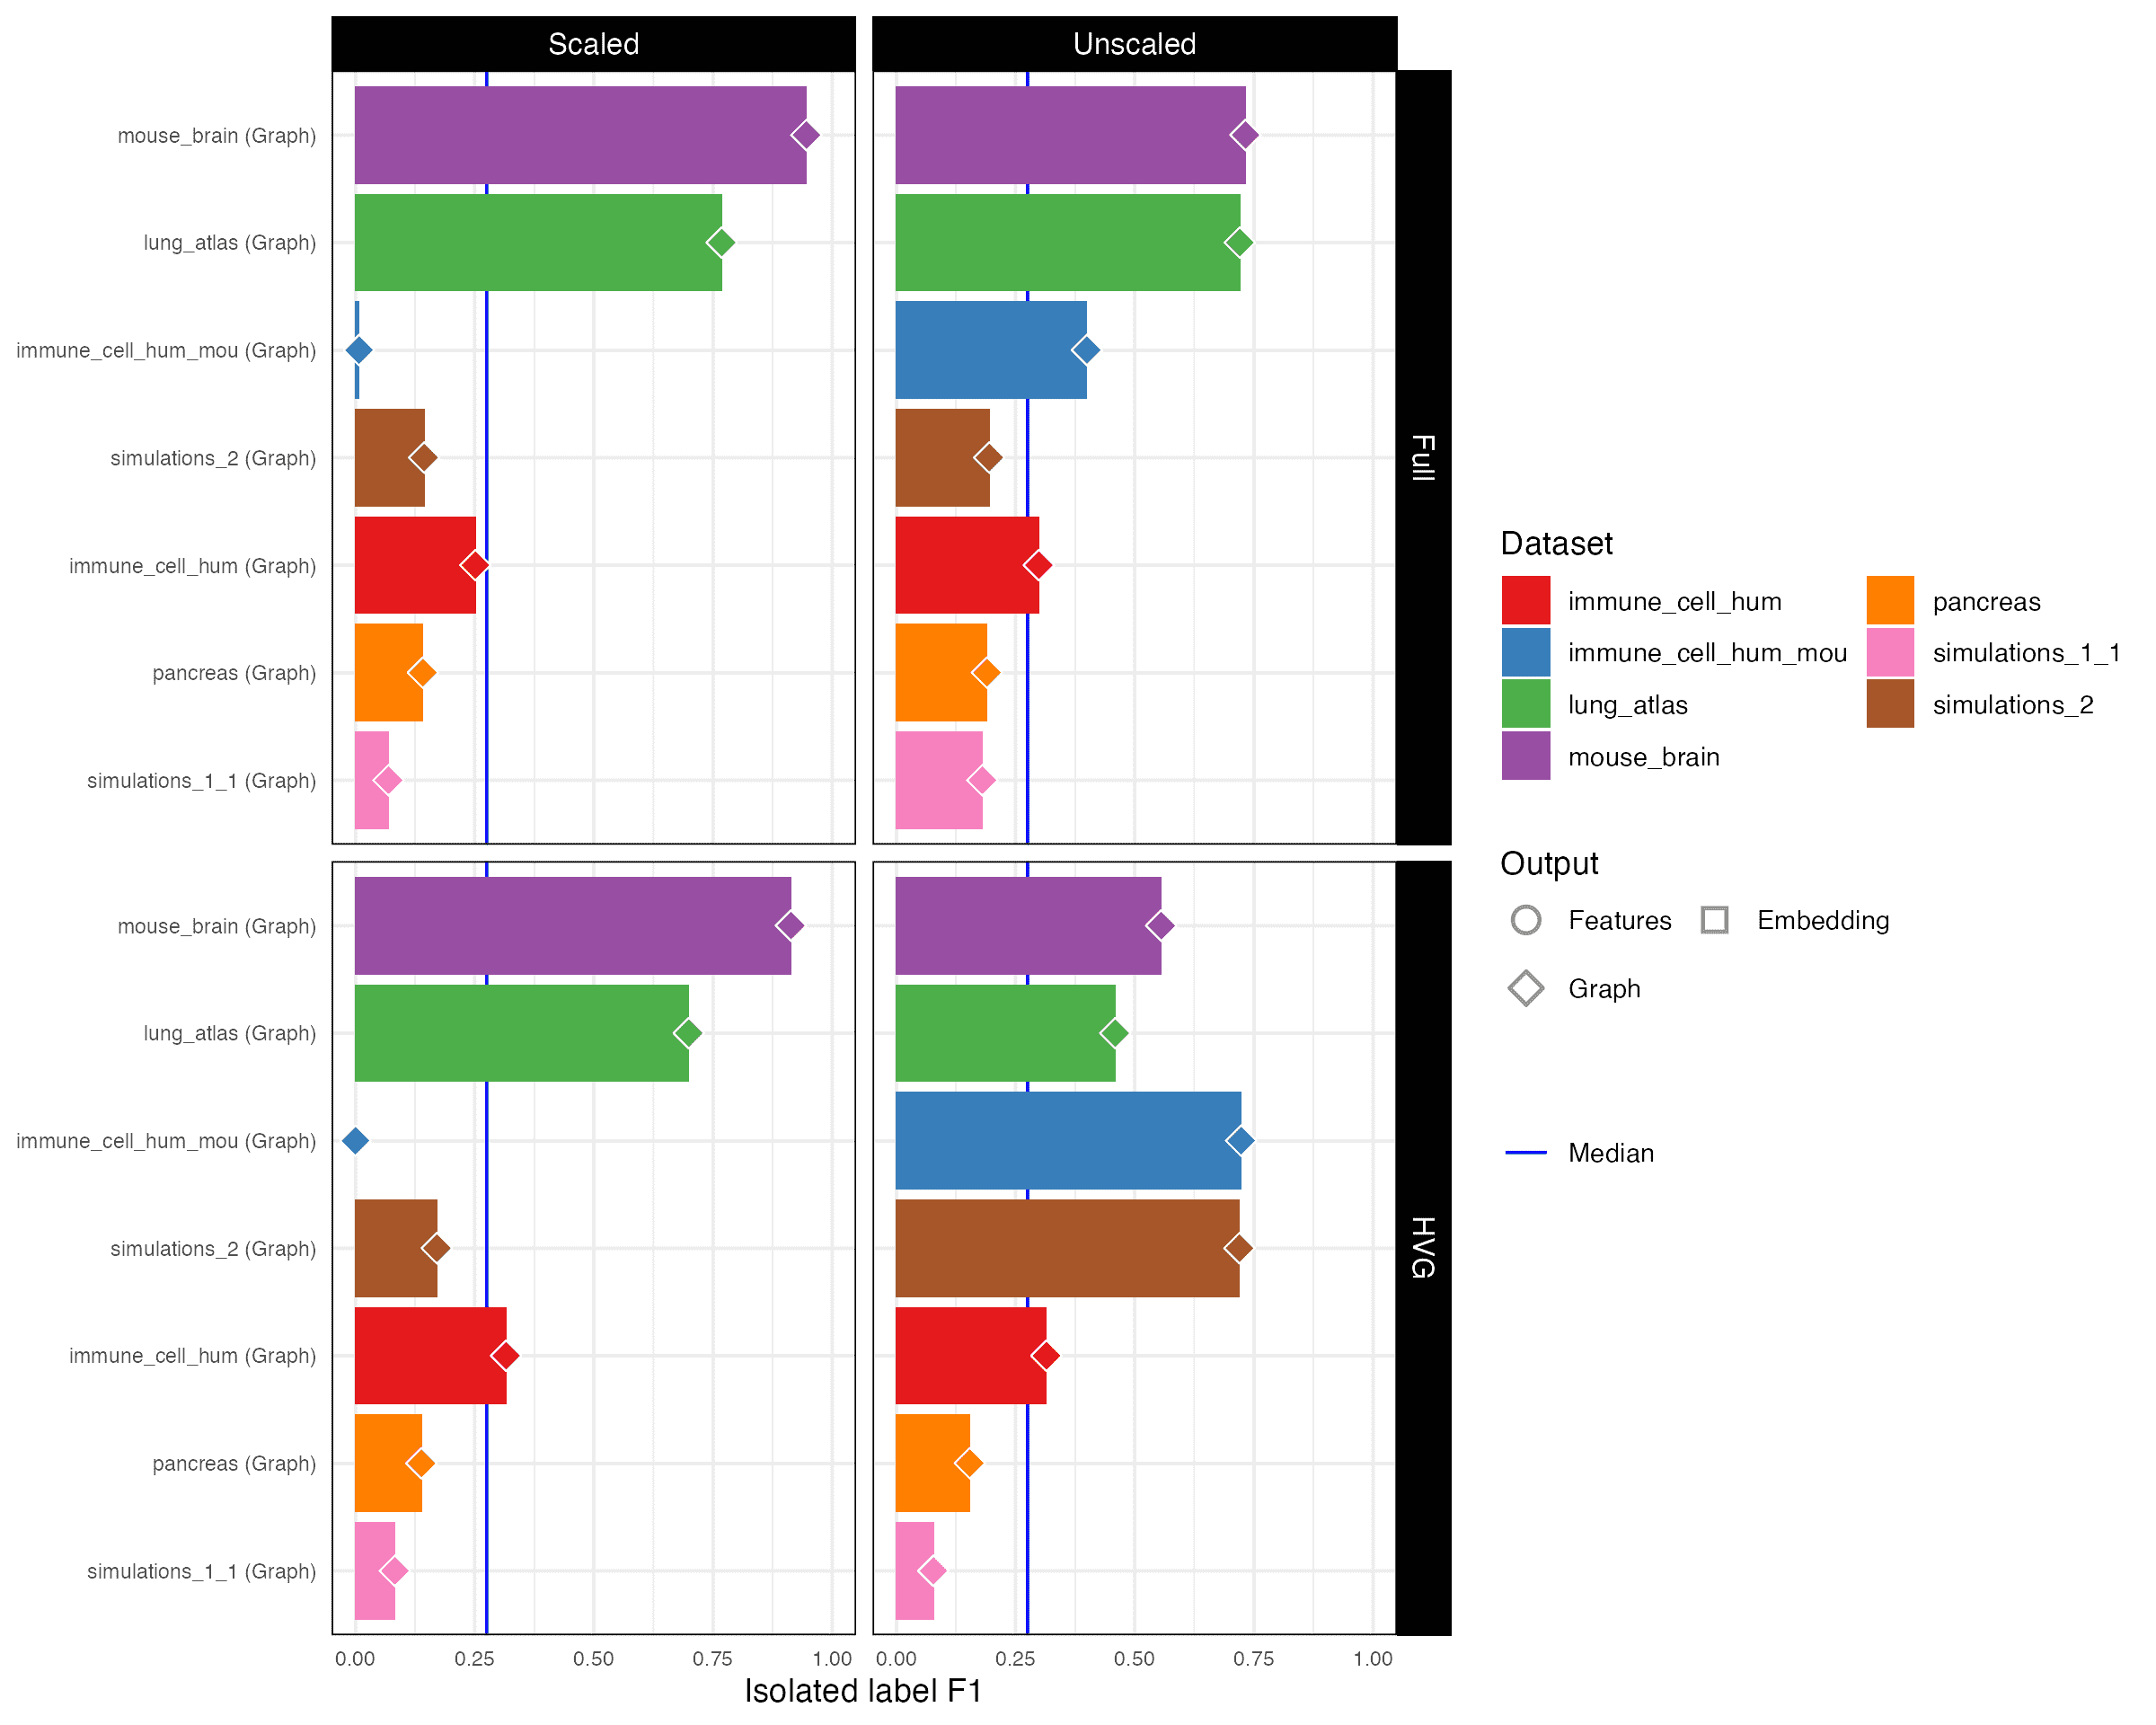 Scaled
Unscaled
mouse_brain (Graph)
lung_atlas (Graph)
immune_cell_hum_mou (Graph)
simulations_2 (Graph)
immune_cell_hum (Graph)
pancreas (Graph)
simulations_1_1 (Graph)
Full
mouse_brain (Graph)
lung_atlas (Graph)
immune_cell_hum_mou (Graph)
simulations_2 (Graph)
immune_cell_hum (Graph)
pancreas (Graph)
simulations_1_1 (Graph)
HVG
0.00 0.25 0.50 0.75 1.00
0.00 0.25 0.50 0.75 1.00
Isolated label F1
Dataset
immune_cell_hum
immune_cell_hum_mou
lung_atlas
mouse_brain
pancreas
simulations_1_1
simulations_2
Output
Features
Embedding
Graph
Median